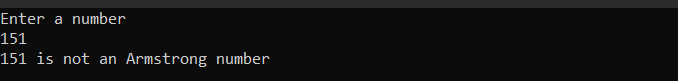 Enter a number
151
151 is not an Armstrong number